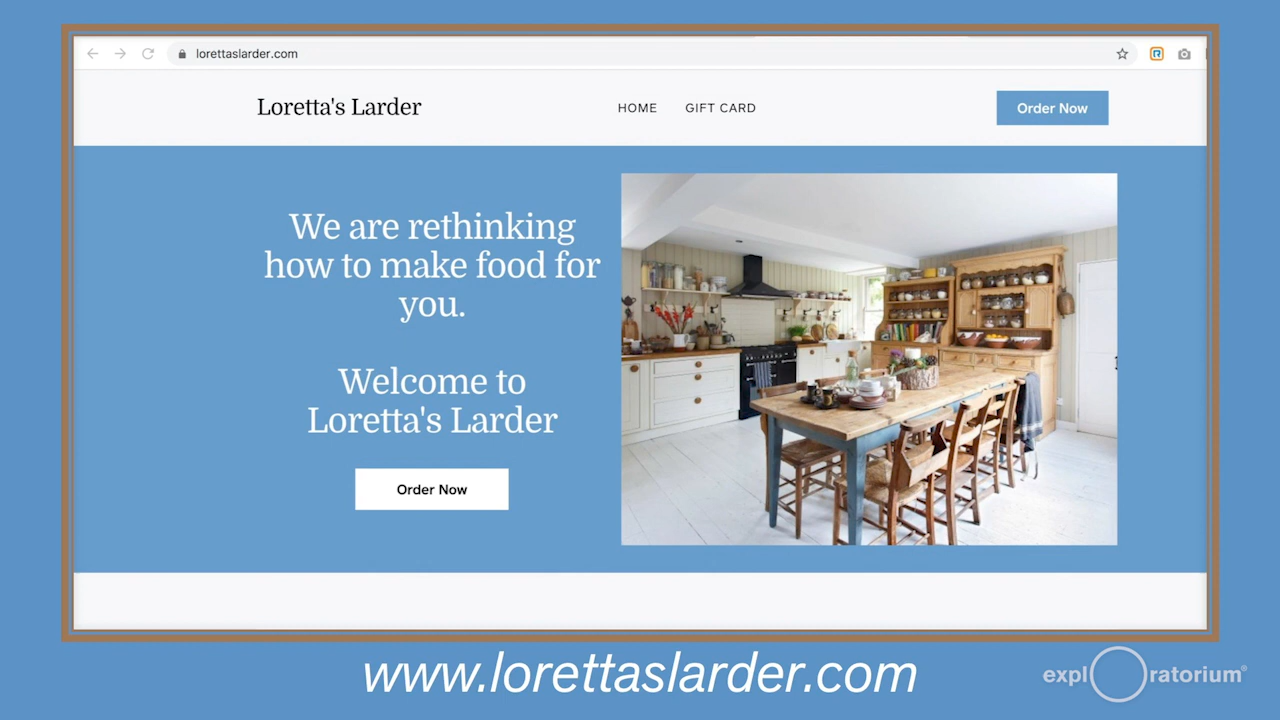 lorettaslarder.com
Loretta's Larder
HOME
GIFT CARD
Order Now
We are rethinking
how to make food for
you.
Welcome to
Loretta's Larder
Order Now
www.lorettaslarder.com
exploratorium®